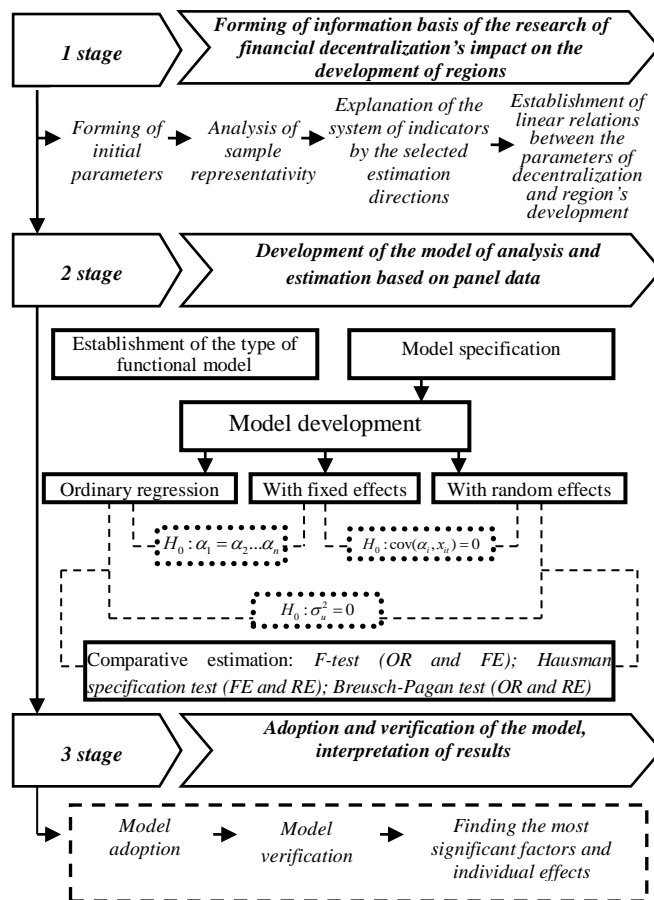 1 stage
Forming of information basis of the research of
financial decentralization's impact on the
development of regions
Forming of
initial
parameters
Analysis of
sample
representativity
Explanation of the
system of indicators
by the selected
estimation
directions
Establishment of
linear relations
between the
parameters of
decentralization
and region's
development
2 stage
Development of the model of analysis and
estimation based on panel data
Establishment of the type of
functional model
Model specification
Model development
Ordinary regression
With fixed effects
With random effects
H₀ : α₁ = α₂...αₙ
H₀ : cov(αᵢ, xᵢₜ) = 0
H₀ : σᵤ² = 0
Comparative estimation: F-test (OR and FE); Hausman
specification test (FE and RE); Breusch-Pagan test (OR and RE)
3 stage
Adoption and verification of the model,
interpretation of results
Model
adoption
Model
verification
Finding the most
significant factors and
individual effects